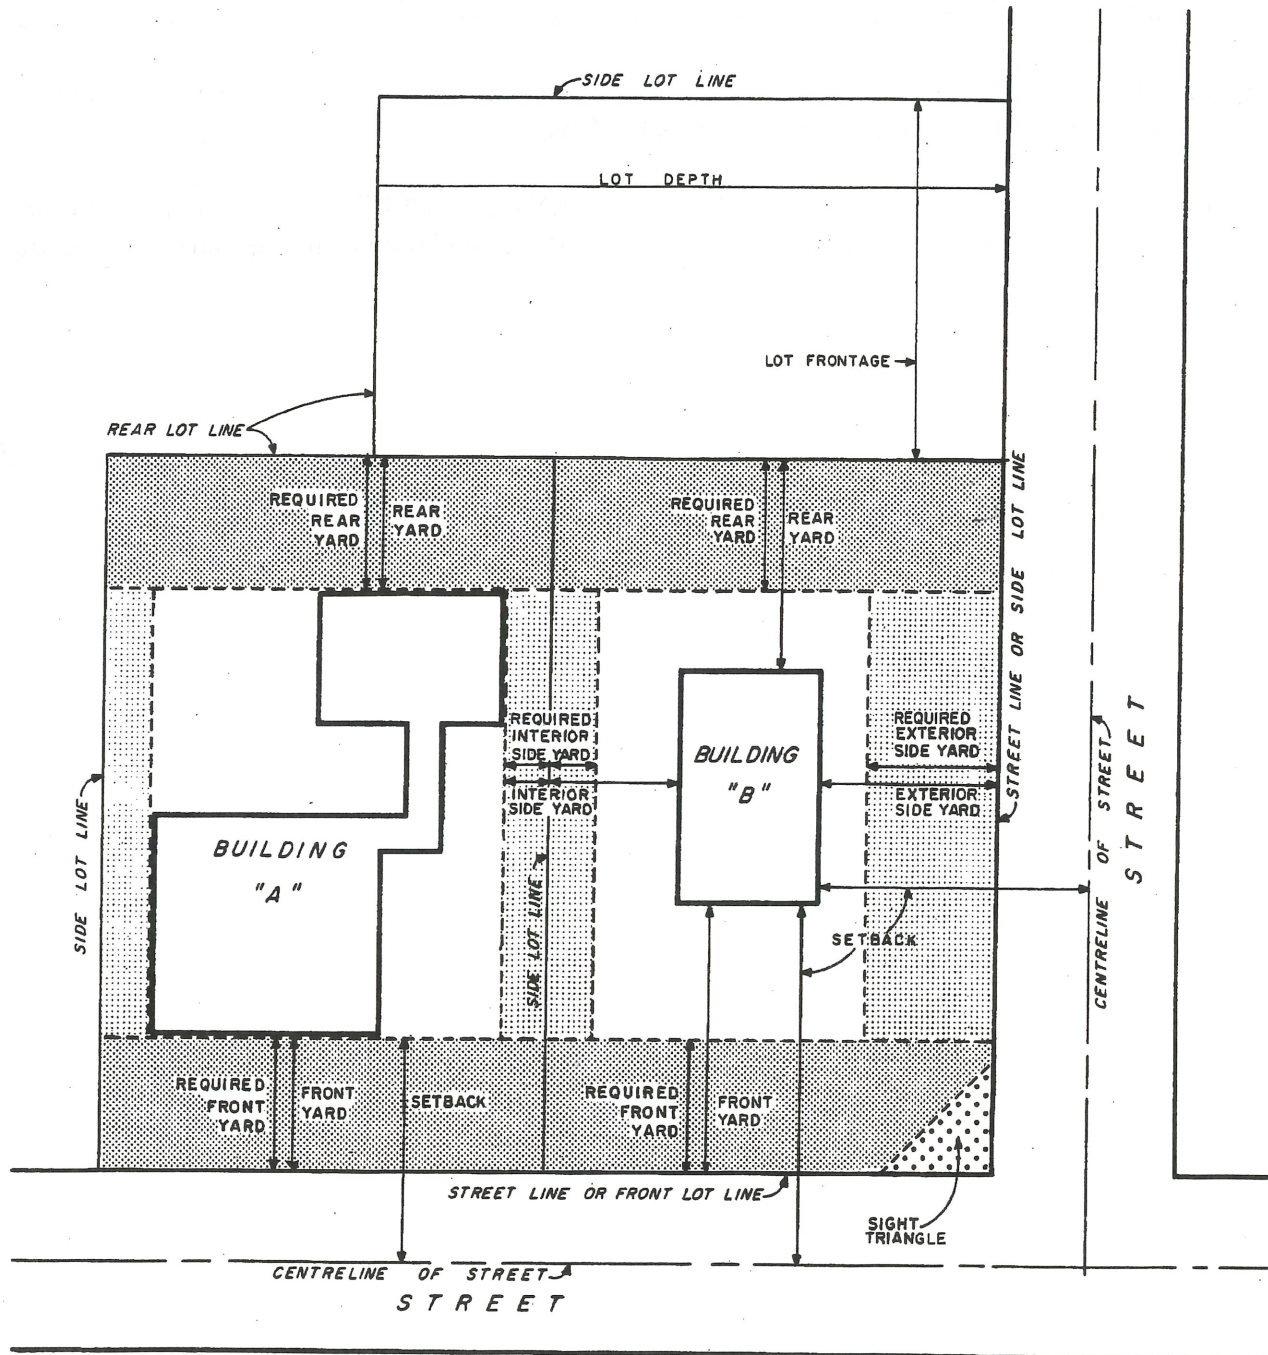 SIDE LOT LINE
LOT DEPTH
LOT FRONTAGE
REAR LOT LINE
REQUIRED
REAR
YARD
REAR
YARD
REQUIRED
REAR
YARD
REAR
YARD
STREET LINE OR SIDE LOT LINE
REQUIRED
INTERIOR
SIDE YARD
INTERIOR
SIDE YARD
BUILDING
"B"
REQUIRED
EXTERIOR
SIDE YARD
EXTERIOR
SIDE YARD
CENTRELINE OF STREET
STREET
SIDE LOT LINE
BUILDING
"A"
SIDE LOT LINE
SETBACK
REQUIRED
FRONT
YARD
FRONT
YARD
SETBACK
REQUIRED
FRONT
YARD
FRONT
YARD
STREET LINE OR FRONT LOT LINE
SIGHT
TRIANGLE
CENTRELINE OF STREET
STREET